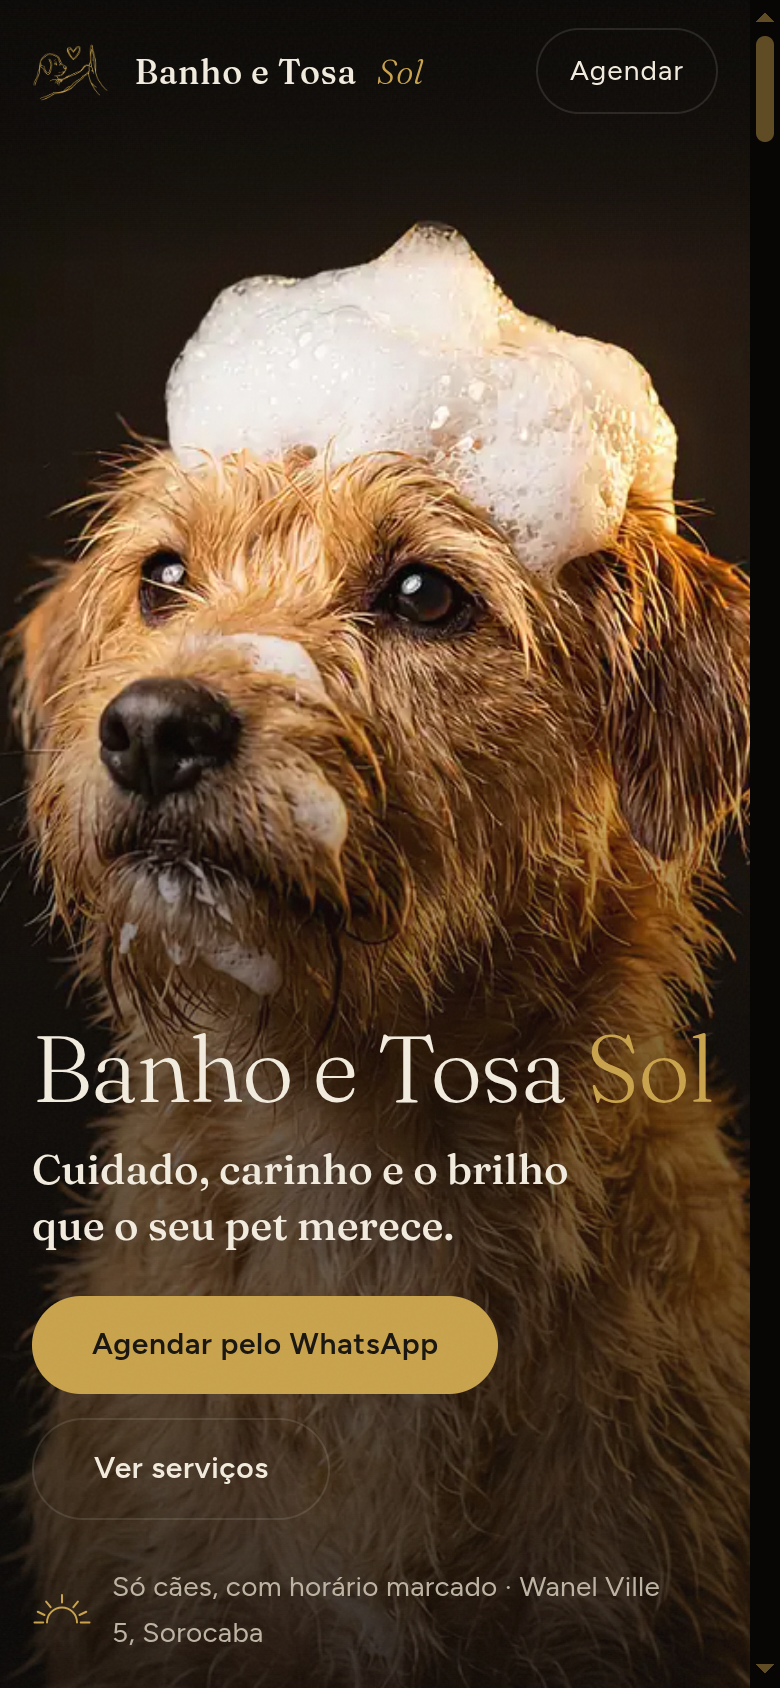 Banho e Tosa Sol
Agendar
Banho e Tosa Sol
Cuidado, carinho e o brilho
que o seu pet merece.
Agendar pelo WhatsApp
Ver serviços
Só cães, com horário marcado · Wanel Ville
5, Sorocaba